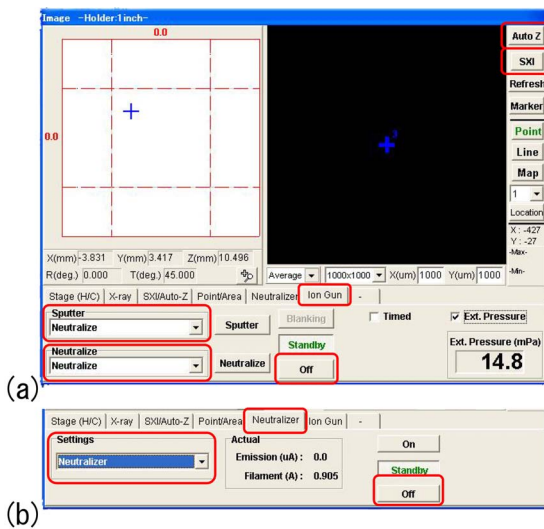 Image -Holder:1inch-
0.0
0.0
3
Auto Z
SXI
Refresh
Marker
Point
Line
Map
1
Location
X : -427
Y : -27
-Max-
-Min-
X(mm) -3.831 Y(mm) 3.417 Z(mm) 10.496
R(deg.) 0.000 T(deg.) 45.000
Average 1000x1000 X(um) 1000 Y(um) 1000
Stage (H/C) X-ray SXI/Auto-Z Point/Area Neutralizer Ion Gun -
Sputter
Neutralize
Sputter
Blanking
Timed
Ext. Pressure
Standby
Neutralize
Neutralize
Neutralize
Off
Ext. Pressure (mPa)
14.8
(a)
Stage (H/C) X-ray SXI/Auto-Z Point/Area Neutralizer Ion Gun -
Settings
Neutralizer
Actual
Emission (uA) : 0.0
Filament (A) : 0.905
On
Standby
Off
(b)